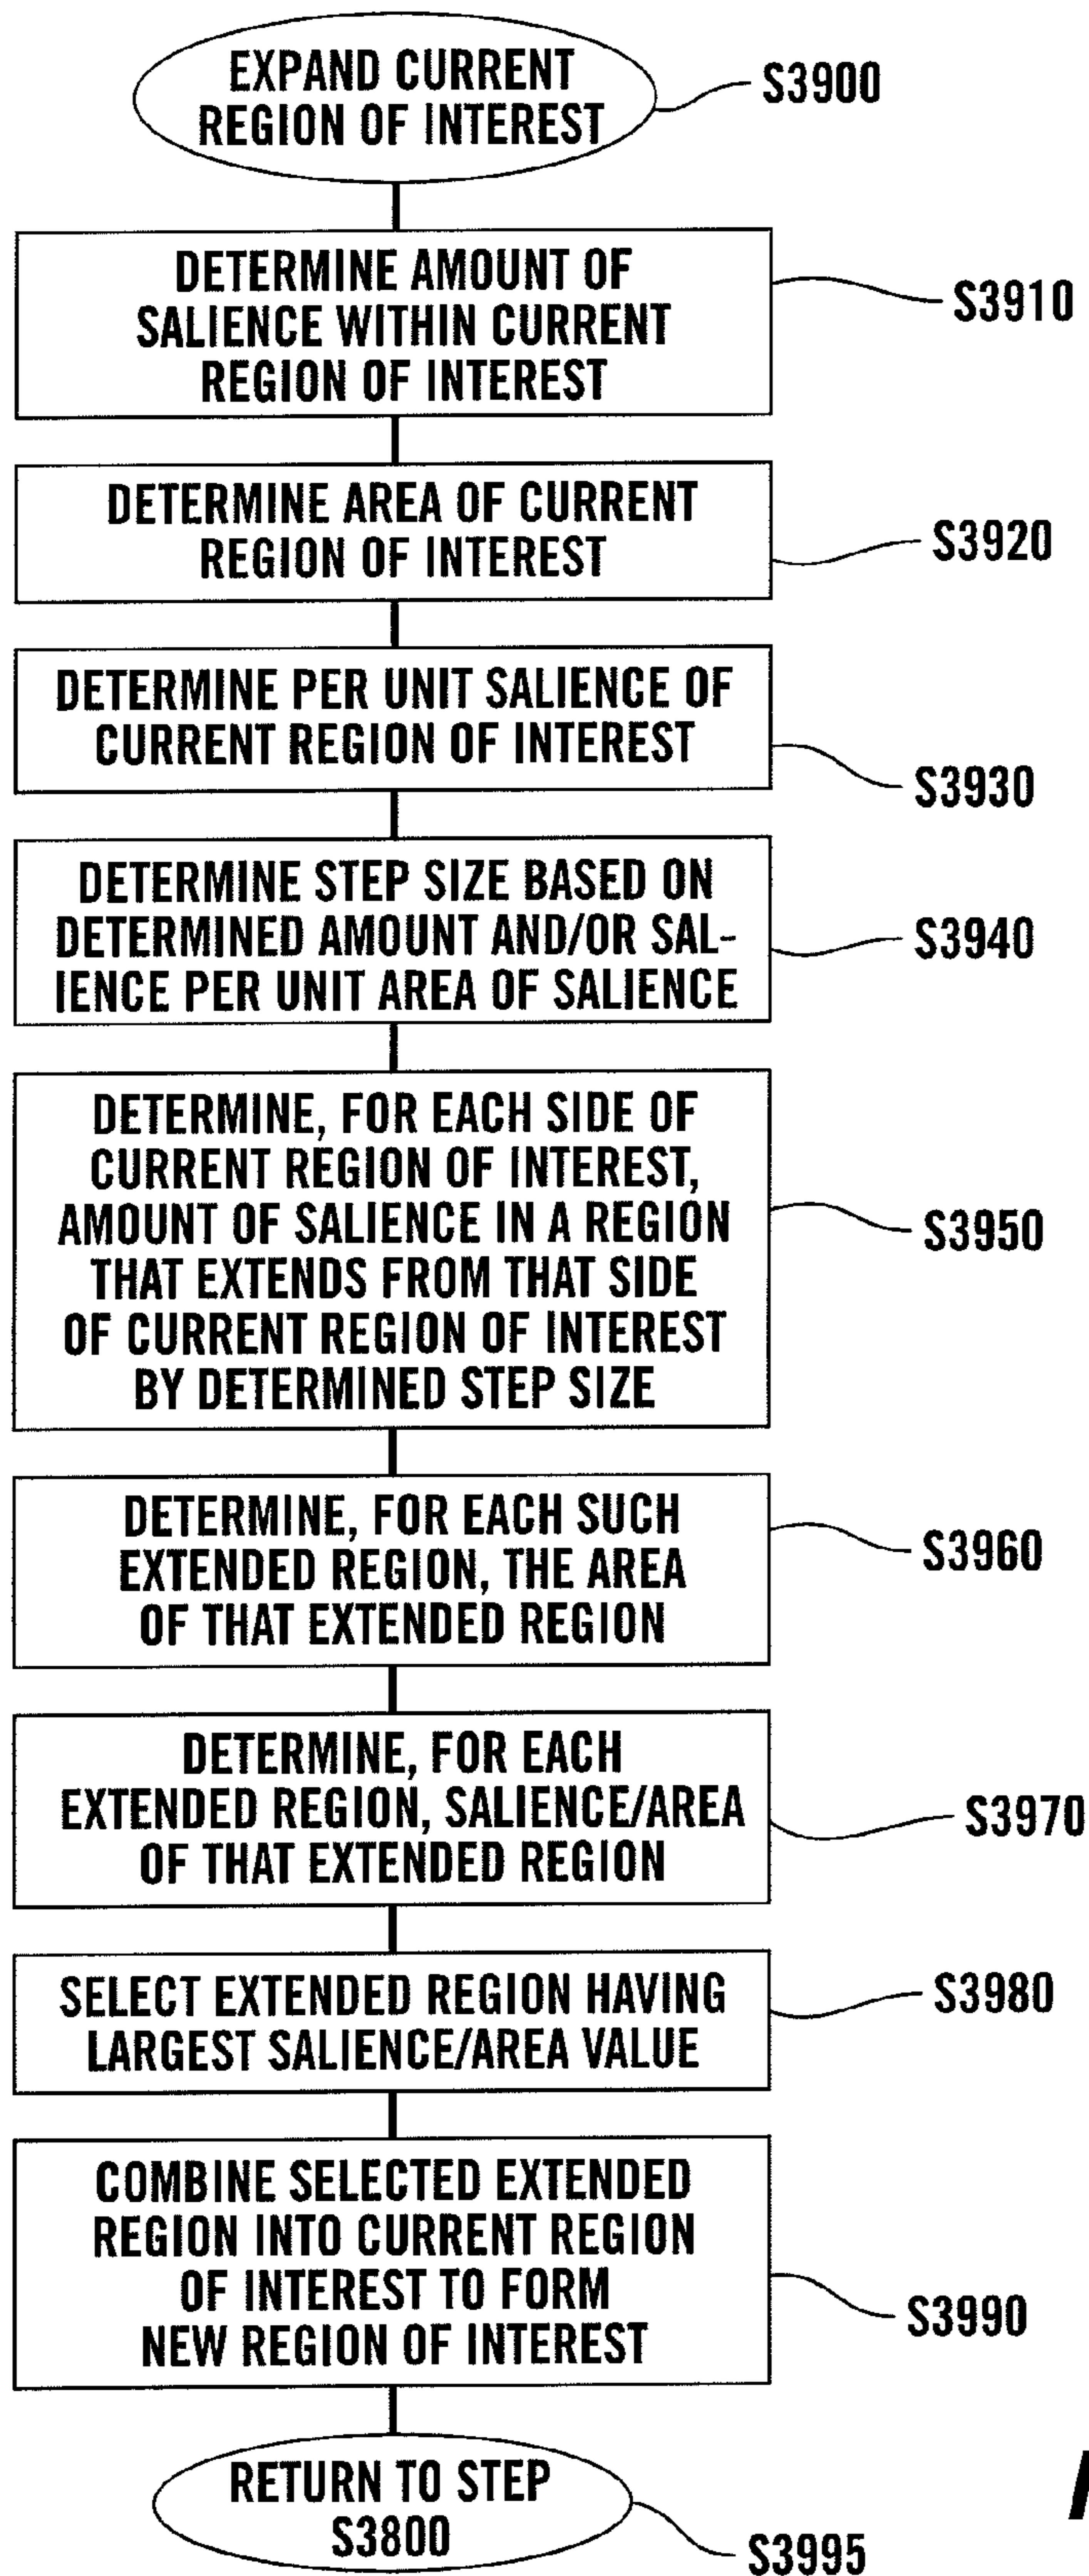 EXPAND CURRENT
REGION OF INTEREST
S3900
DETERMINE AMOUNT OF
SALIENCE WITHIN CURRENT
REGION OF INTEREST
S3910
DETERMINE AREA OF CURRENT
REGION OF INTEREST
S3920
DETERMINE PER UNIT SALIENCE OF
CURRENT REGION OF INTEREST
S3930
DETERMINE STEP SIZE BASED ON
DETERMINED AMOUNT AND/OR SAL-
IENCE PER UNIT AREA OF SALIENCE
S3940
DETERMINE, FOR EACH SIDE OF
CURRENT REGION OF INTEREST,
AMOUNT OF SALIENCE IN A REGION
THAT EXTENDS FROM THAT SIDE
OF CURRENT REGION OF INTEREST
BY DETERMINED STEP SIZE
S3950
DETERMINE, FOR EACH SUCH
EXTENDED REGION, THE AREA
OF THAT EXTENDED REGION
S3960
DETERMINE, FOR EACH
EXTENDED REGION, SALIENCE/AREA
OF THAT EXTENDED REGION
S3970
SELECT EXTENDED REGION HAVING
LARGEST SALIENCE/AREA VALUE
S3980
COMBINE SELECTED EXTENDED
REGION INTO CURRENT REGION
OF INTEREST TO FORM
NEW REGION OF INTEREST
S3990
RETURN TO STEP
S3800
S3995